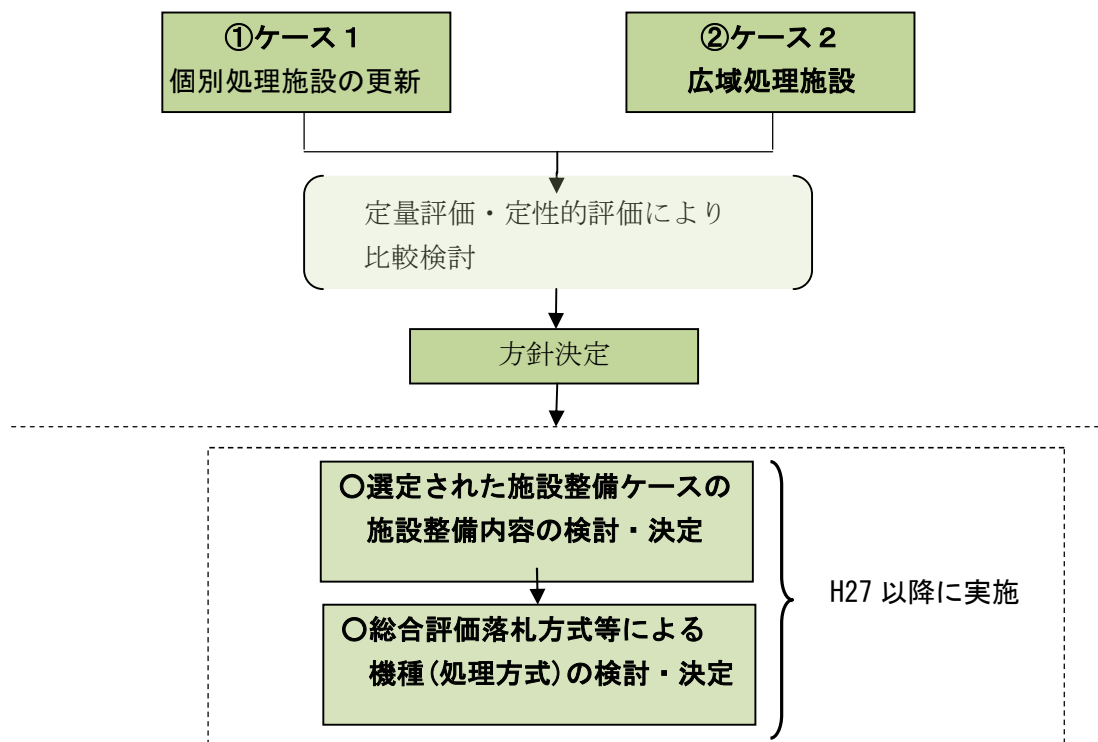 ①ケース１
個別処理施設の更新
②ケース２
広域処理施設
定量評価・定性的評価により
比較検討
方針決定
○選定された施設整備ケースの
施設整備内容の検討・決定
○総合評価落札方式等による
機種(処理方式)の検討・決定
H27 以降に実施